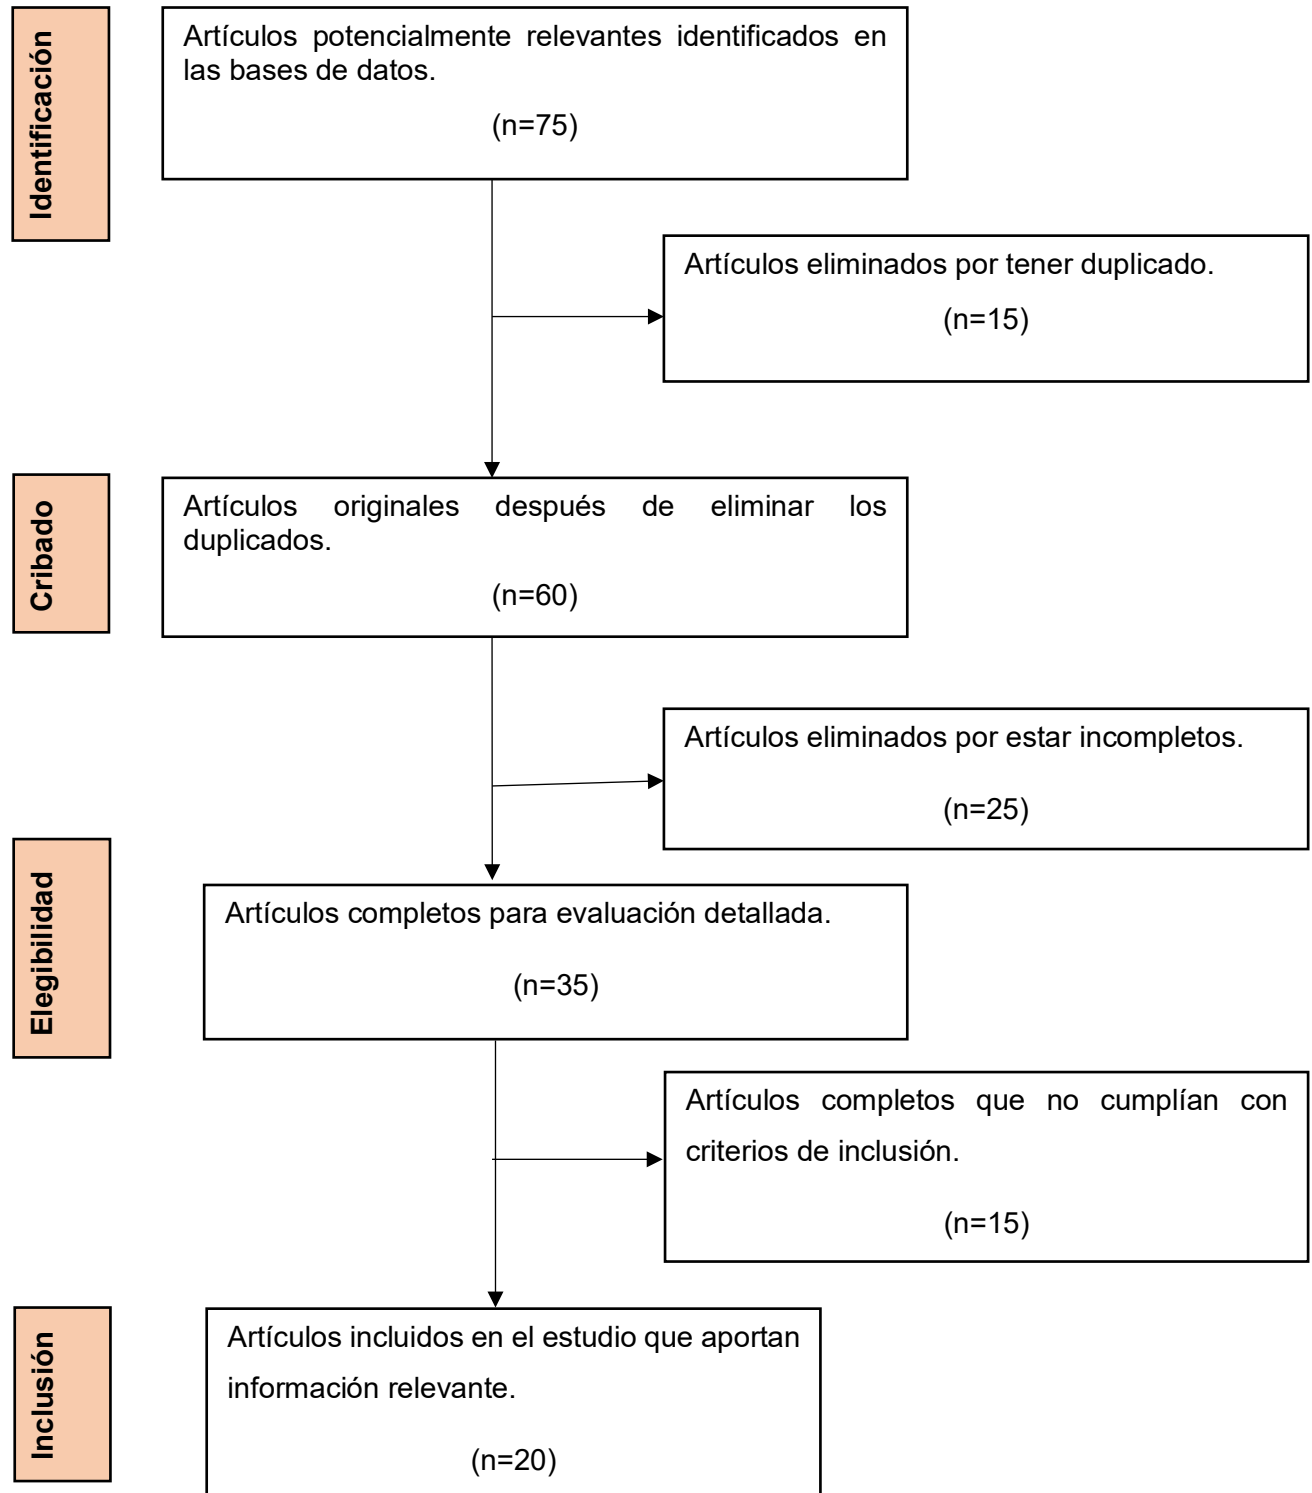 Identificación
Artículos potencialmente relevantes identificados en
las bases de datos.
(n=75)
Artículos eliminados por tener duplicado.
(n=15)
Cribado
Artículos originales después de eliminar los
duplicados.
(n=60)
Artículos eliminados por estar incompletos.
(n=25)
Elegibilidad
Artículos completos para evaluación detallada.
(n=35)
Artículos completos que no cumplían con
criterios de inclusión.
(n=15)
Inclusión
Artículos incluidos en el estudio que aportan
información relevante.
(n=20)